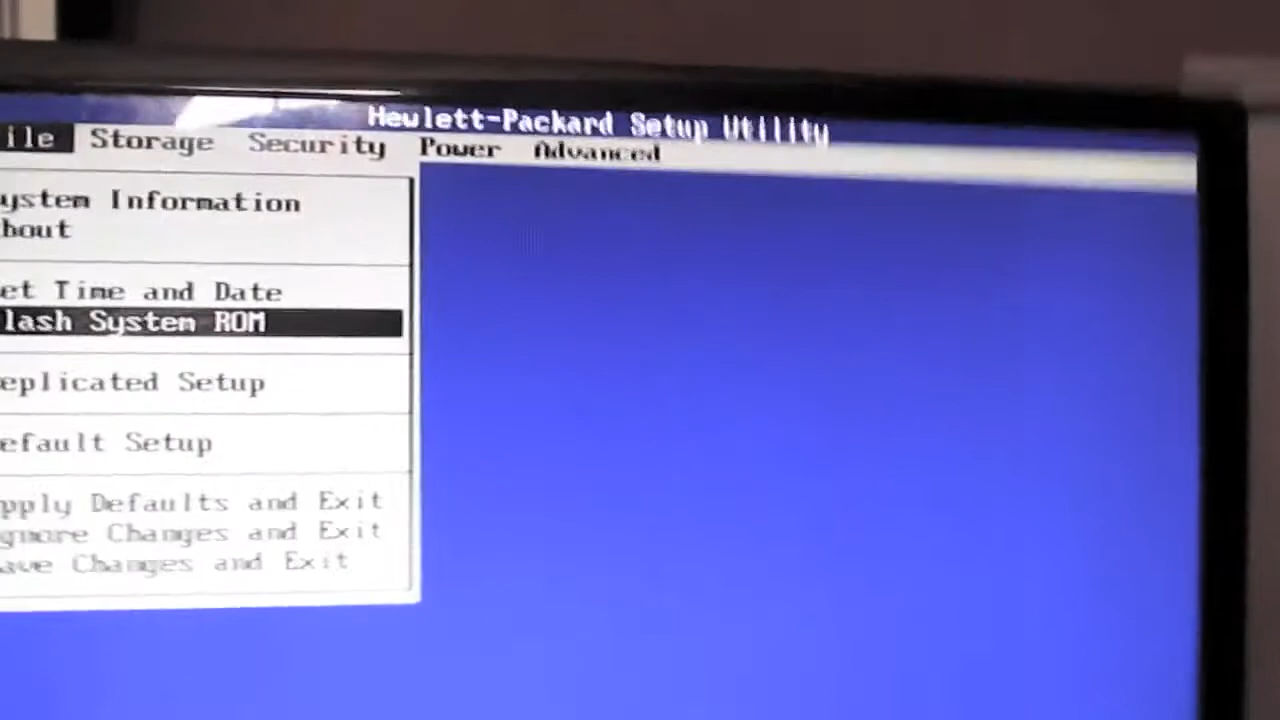 Hewlett-Packard Setup Utility
ile Storage Security Power Advanced
ystem Information
bout
et Time and Date
lash System ROM
eplicated Setup
efault Setup
pply Defaults and Exit
gnore Changes and Exit
ave Changes and Exit